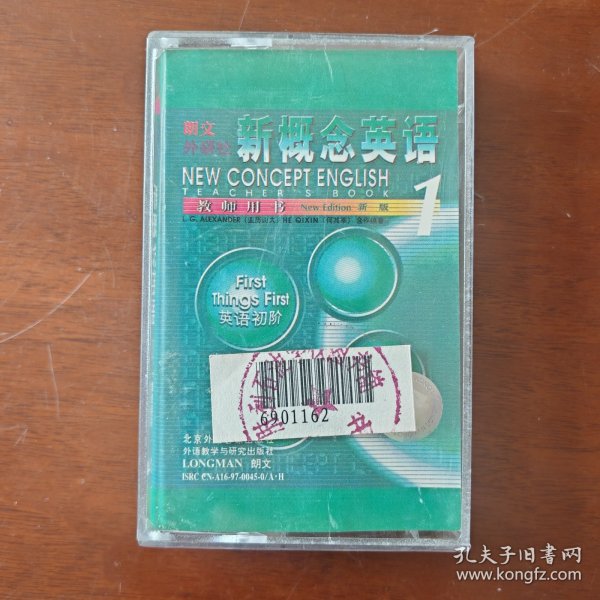 朗文
外研社
新概念英语
NEW CONCEPT ENGLISH
TEACHER'S BOOK
1
教师用书 New Edition 新版
L. G. ALEXANDER (亚历山大) HE QIXIN (何其莘) 合作编著
First
Things First
英语初阶
6901162
北京外
外语教学与研究出版社
LONGMAN 朗文
ISRC CN-A16-97-0045-0/A·H
孔夫子旧书网
www.kongfz.com